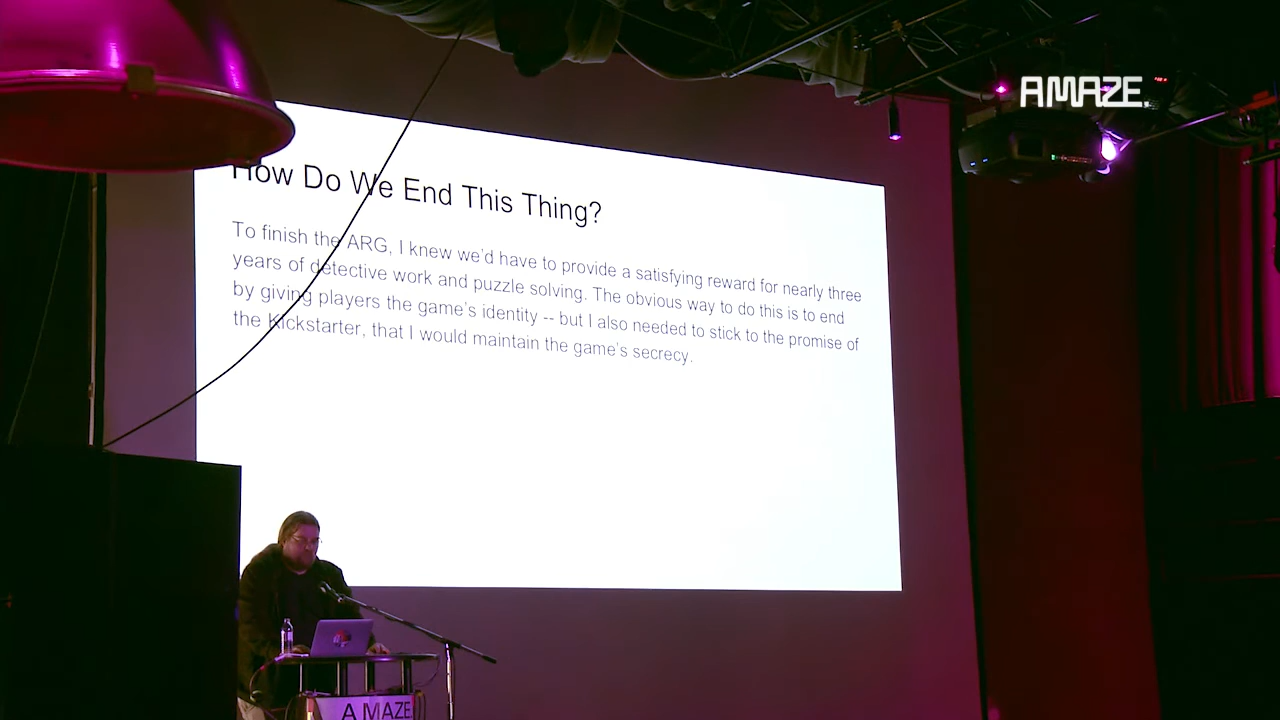 AMAZE.
How Do We End This Thing?
To finish the ARG, I knew we'd have to provide a satisfying reward for nearly three
years of detective work and puzzle solving. The obvious way to do this is to end
by giving players the game's identity -- but I also needed to stick to the promise of
the Kickstarter, that I would maintain the game's secrecy.
A MAZE.